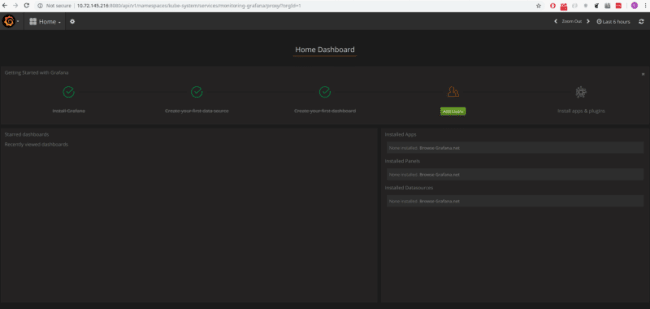 Not secure | 10.72.145.216:8080/api/v1/namespaces/kube-system/services/monitoring-grafana/proxy/?orgId=1
Home
Zoom Out
Last 6 hours
Home Dashboard
Getting Started with Grafana
Install Grafana
Create your first data source
Create your first dashboard
Add Users
Install apps & plugins
Starred dashboards
Recently viewed dashboards
Installed Apps
None installed. Browse Grafana.net
Installed Panels
None installed. Browse Grafana.net
Installed Datasources
None installed. Browse Grafana.net